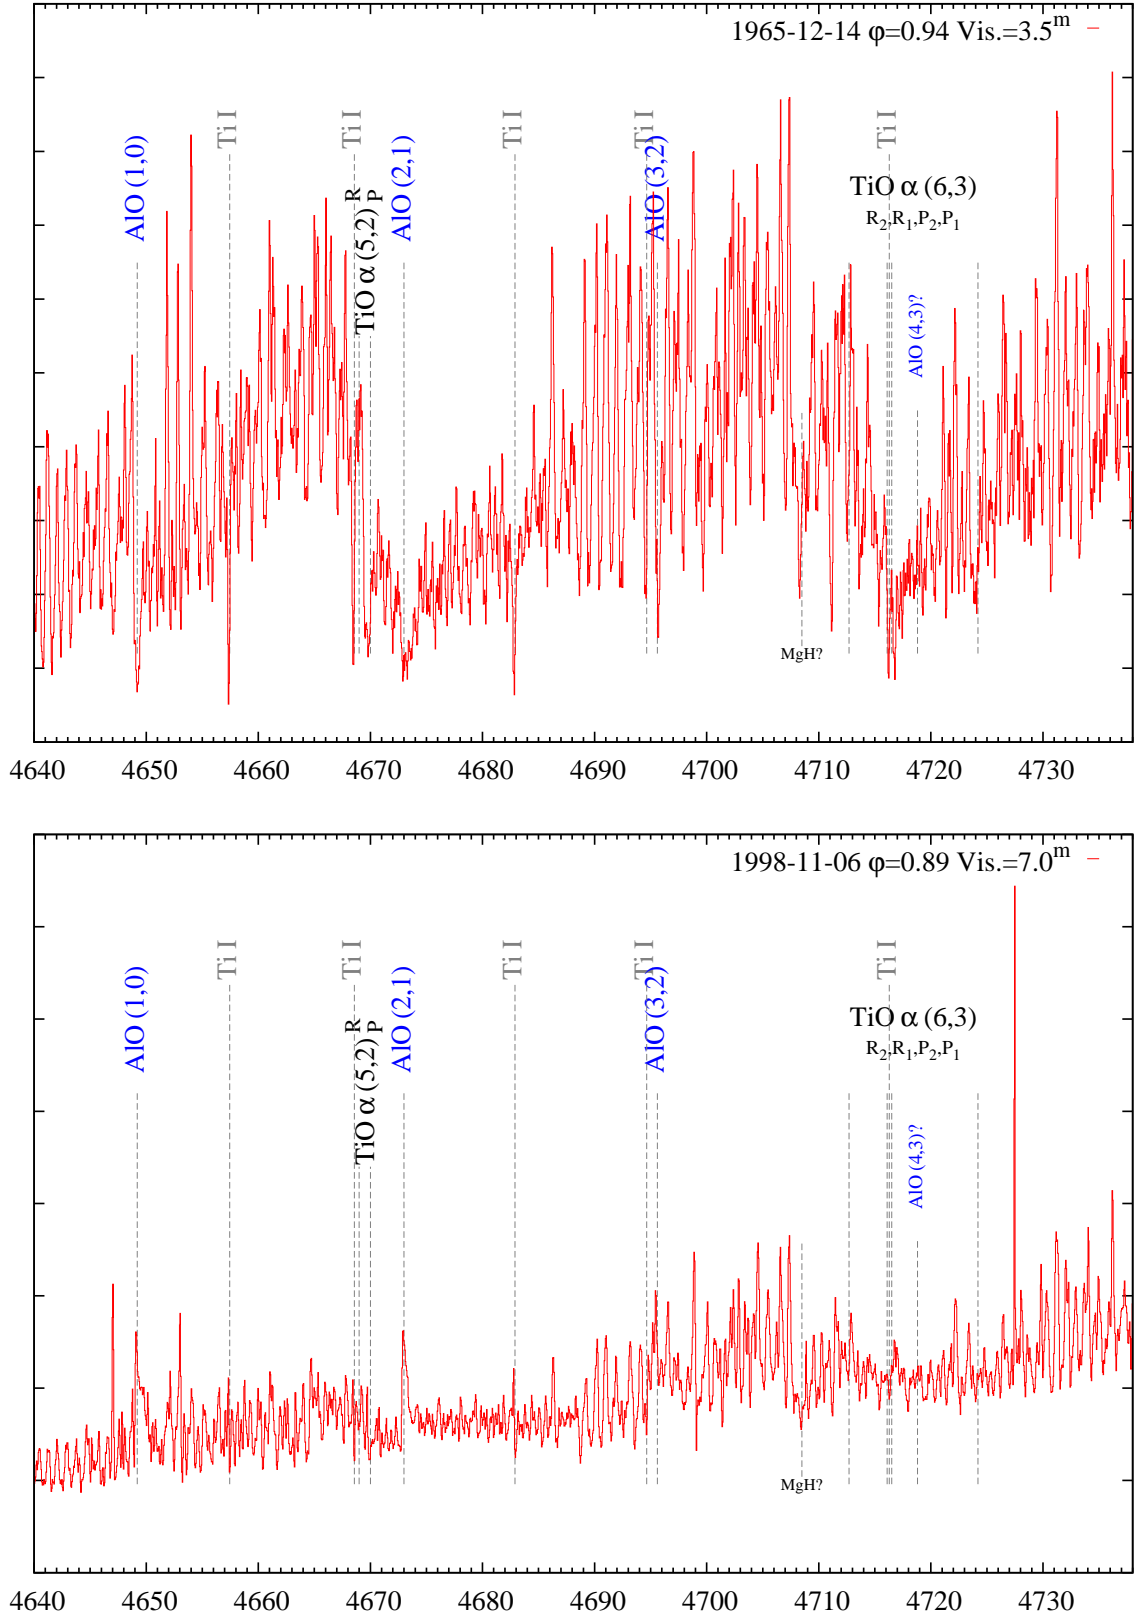 1965-12-14 φ=0.94 Vis.=3.5^m
AlO (1,0)
Ti I
Ti I
TiO α (5,2) R P
AlO (2,1)
Ti I
Ti I
AlO (3,2)
Ti I
TiO α (6,3)
R₂,R₁,P₂,P₁
AlO (4,3)?
MgH?
4640 4650 4660 4670 4680 4690 4700 4710 4720 4730
1998-11-06 φ=0.89 Vis.=7.0^m
AlO (1,0)
Ti I
Ti I
TiO α (5,2) R P
AlO (2,1)
Ti I
Ti I
AlO (3,2)
Ti I
TiO α (6,3)
R₂,R₁,P₂,P₁
AlO (4,3)?
MgH?
4640 4650 4660 4670 4680 4690 4700 4710 4720 4730